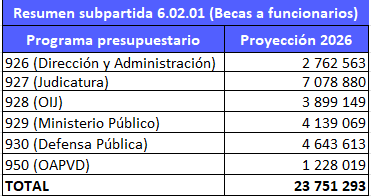 Resumen subpartida 6.02.01 (Becas a funcionarios)
Programa presupuestario Proyección 2026
926 (Dirección y Administración) 2 762 563
927 (Judicatura) 7 078 880
928 (OIJ) 3 899 149
929 (Ministerio Público) 4 139 069
930 (Defensa Pública) 4 643 613
950 (OAPVD) 1 228 019
TOTAL 23 751 293